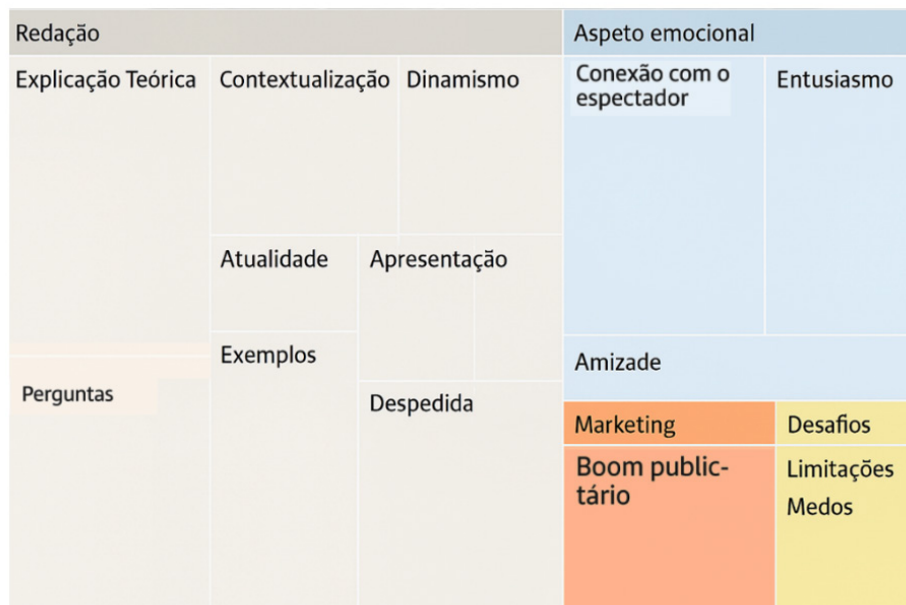 Redação
Explicação Teórica
Contextualização
Dinamismo
Atualidade
Apresentação
Exemplos
Perguntas
Despedida
Aspeto emocional
Conexão com o
espectador
Entusiasmo
Amizade
Marketing
Boom public-
tário
Desafios
Limitações
Medos